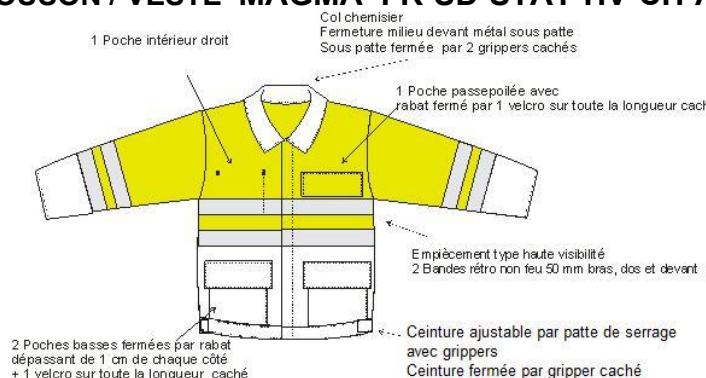 MAGMA
Col chemisier
Fermeture milieu devant métal sous patte
Sous patte fermée par 2 grippers cachés
1 Poche intérieur droit
1 Poche passepoilée avec
rabat fermé par 1 velcro sur toute la longueur cach
Empiècement type haute visibilité
2 Bandes rétro non feu 50 mm bras, dos et devant
2 Poches basses fermées par rabat
dépassant de 1 cm de chaque côté
+ 1 velcro sur toute la longueur caché
Ceinture ajustable par patte de serrage
avec grippers
Ceinture fermée par gripper caché